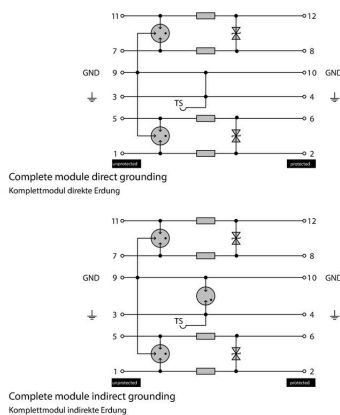 11 12
7 8
GND 9 10 GND
3 4
TS
5 6
1 2
unprotected protected
Complete module direct grounding
Komplettmodul direkte Erdung
11 12
7 8
GND 9 10 GND
3 4
TS
5 6
1 2
unprotected protected
Complete module indirect grounding
Komplettmodul indirekte Erdung